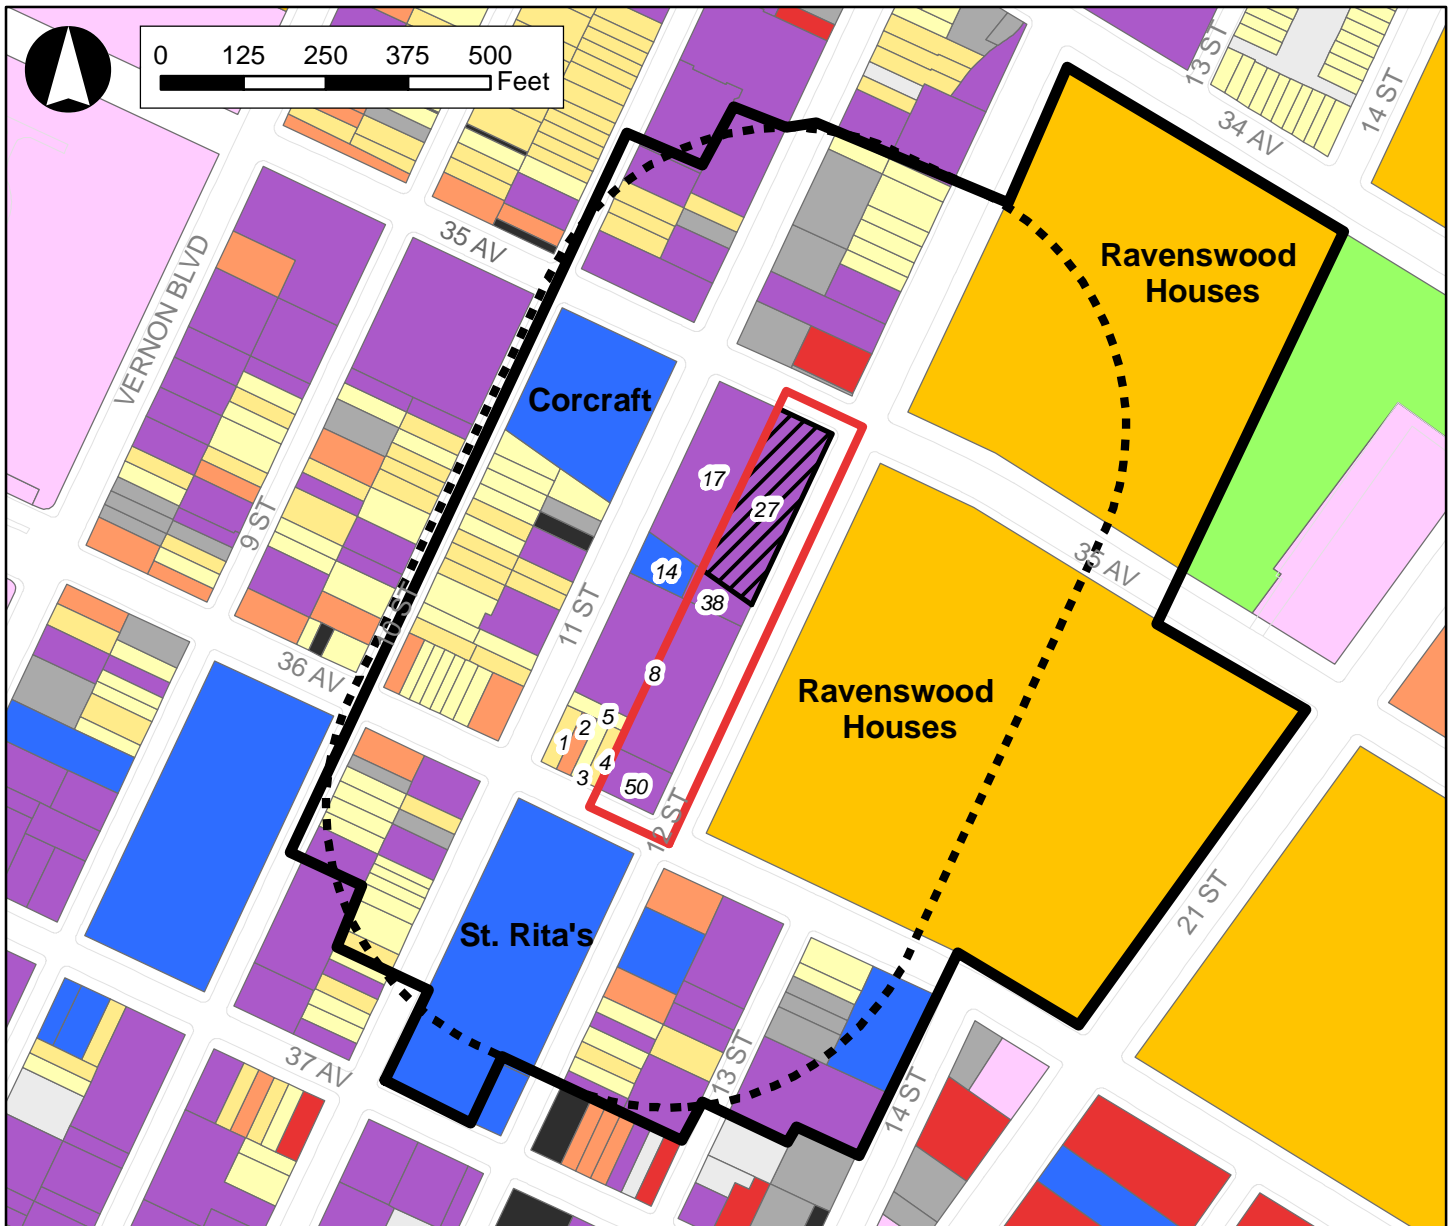 0 125 250 375 500
Feet
13 ST
14 ST
34 AV
35 AV
VERNON BLVD
Ravenswood
Houses
Corcraft
17
27
9 ST
35 AV
14
10 ST
11 ST
38
36 AV
8
Ravenswood
Houses
5
2
1
4
3
50
12 ST
21 ST
St. Rita's
37 AV
13 ST
14 ST